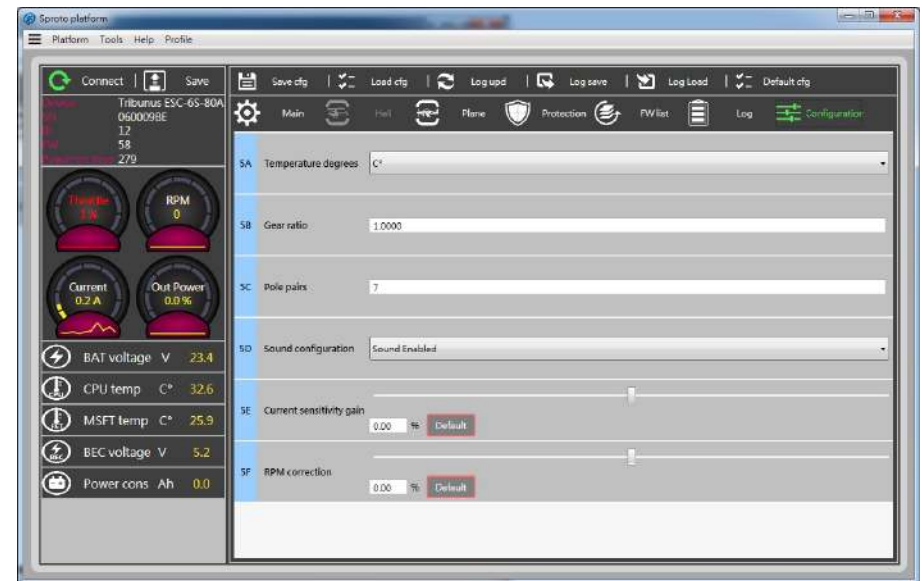 Sproto platform
Platform Tools Help Profile
Connect | Save
Save cfg | Load cfg | Log upd | Log save | Log Load | Default cfg
Tribunus ESC-6S-80A
0600098E
12
58
279
Main Heli Plane Protection FW list Log Configuration
Throttle
1 %
RPM
0
Current
0.2 A
Out Power
0.0 %
BAT voltage V 23.4
CPU temp C° 32.6
MSFT temp C° 25.9
BEC voltage V 5.2
Power cons Ah 0.0
5A Temperature degrees C°
5B Gear ratio 1.0000
5C Pole pairs 7
5D Sound configuration Sound Enabled
5E Current sensitivity gain
0.00 % Default
5F RPM correction
0.00 % Default